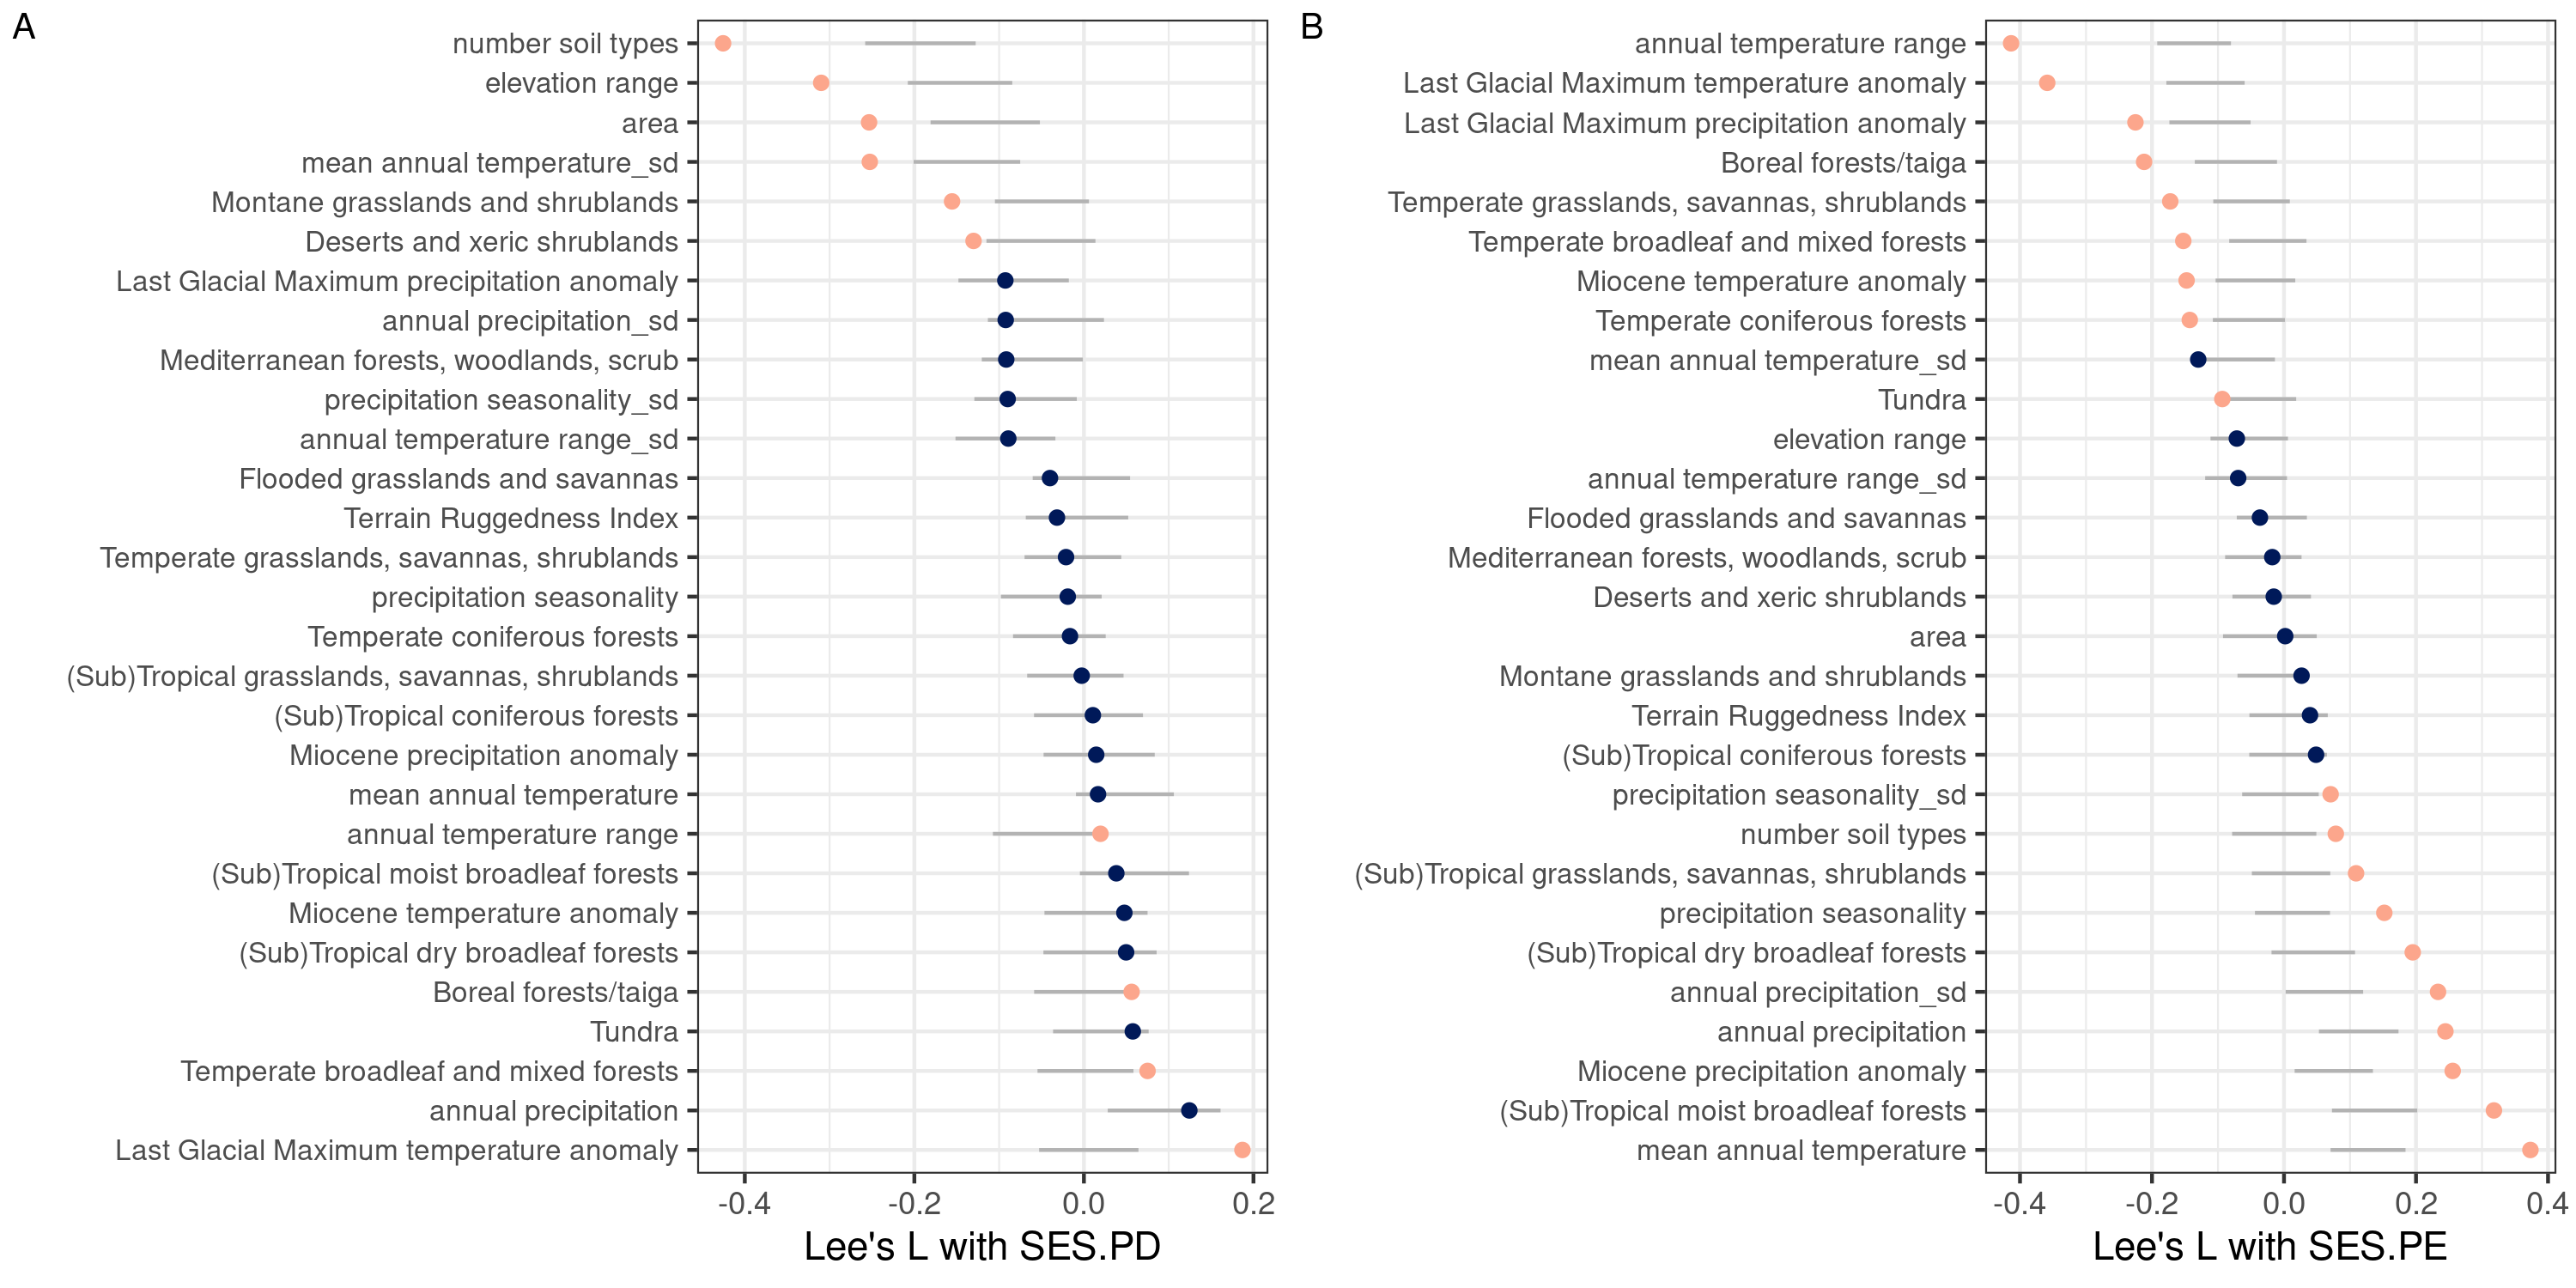 A
number soil types
elevation range
area
mean annual temperature_sd
Montane grasslands and shrublands
Deserts and xeric shrublands
Last Glacial Maximum precipitation anomaly
annual precipitation_sd
Mediterranean forests, woodlands, scrub
precipitation seasonality_sd
annual temperature range_sd
Flooded grasslands and savannas
Terrain Ruggedness Index
Temperate grasslands, savannas, shrublands
precipitation seasonality
Temperate coniferous forests
(Sub)Tropical grasslands, savannas, shrublands
(Sub)Tropical coniferous forests
Miocene precipitation anomaly
mean annual temperature
annual temperature range
(Sub)Tropical moist broadleaf forests
Miocene temperature anomaly
(Sub)Tropical dry broadleaf forests
Boreal forests/taiga
Tundra
Temperate broadleaf and mixed forests
annual precipitation
Last Glacial Maximum temperature anomaly
-0.4 -0.2 0.0 0.2
Lee's L with SES.PD
B
annual temperature range
Last Glacial Maximum temperature anomaly
Last Glacial Maximum precipitation anomaly
Boreal forests/taiga
Temperate grasslands, savannas, shrublands
Temperate broadleaf and mixed forests
Miocene temperature anomaly
Temperate coniferous forests
mean annual temperature_sd
Tundra
elevation range
annual temperature range_sd
Flooded grasslands and savannas
Mediterranean forests, woodlands, scrub
Deserts and xeric shrublands
area
Montane grasslands and shrublands
Terrain Ruggedness Index
(Sub)Tropical coniferous forests
precipitation seasonality_sd
number soil types
(Sub)Tropical grasslands, savannas, shrublands
precipitation seasonality
(Sub)Tropical dry broadleaf forests
annual precipitation_sd
annual precipitation
Miocene precipitation anomaly
(Sub)Tropical moist broadleaf forests
mean annual temperature
-0.4 -0.2 0.0 0.2 0.4
Lee's L with SES.PE